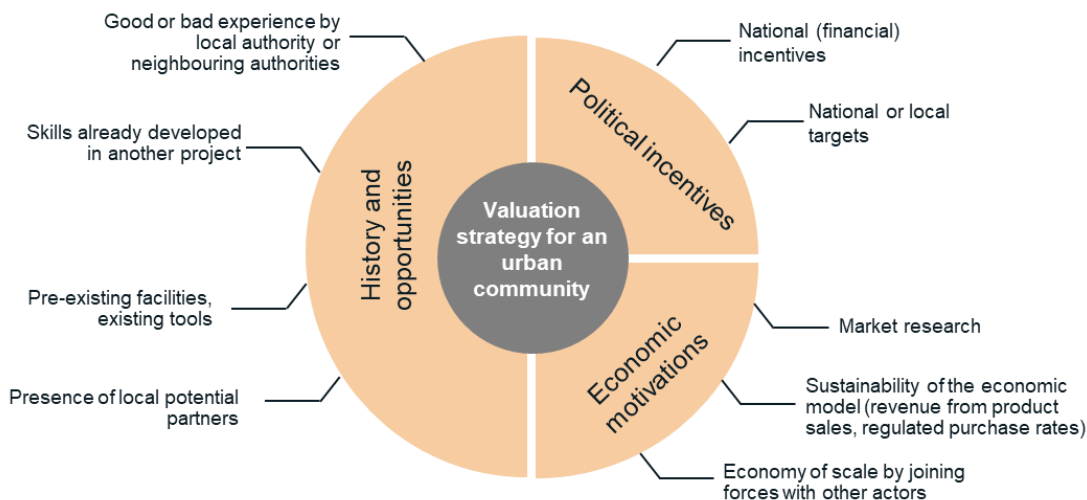 Good or bad experience by
local authority or
neighbouring authorities
Skills already developed
in another project
Pre-existing facilities,
existing tools
Presence of local potential
partners
History and
opportunities
Valuation
strategy for an
urban
community
Political incentives
National (financial)
incentives
National or local
targets
Economic
motivations
Market research
Sustainability of the economic
model (revenue from product
sales, regulated purchase rates)
Economy of scale by joining
forces with other actors